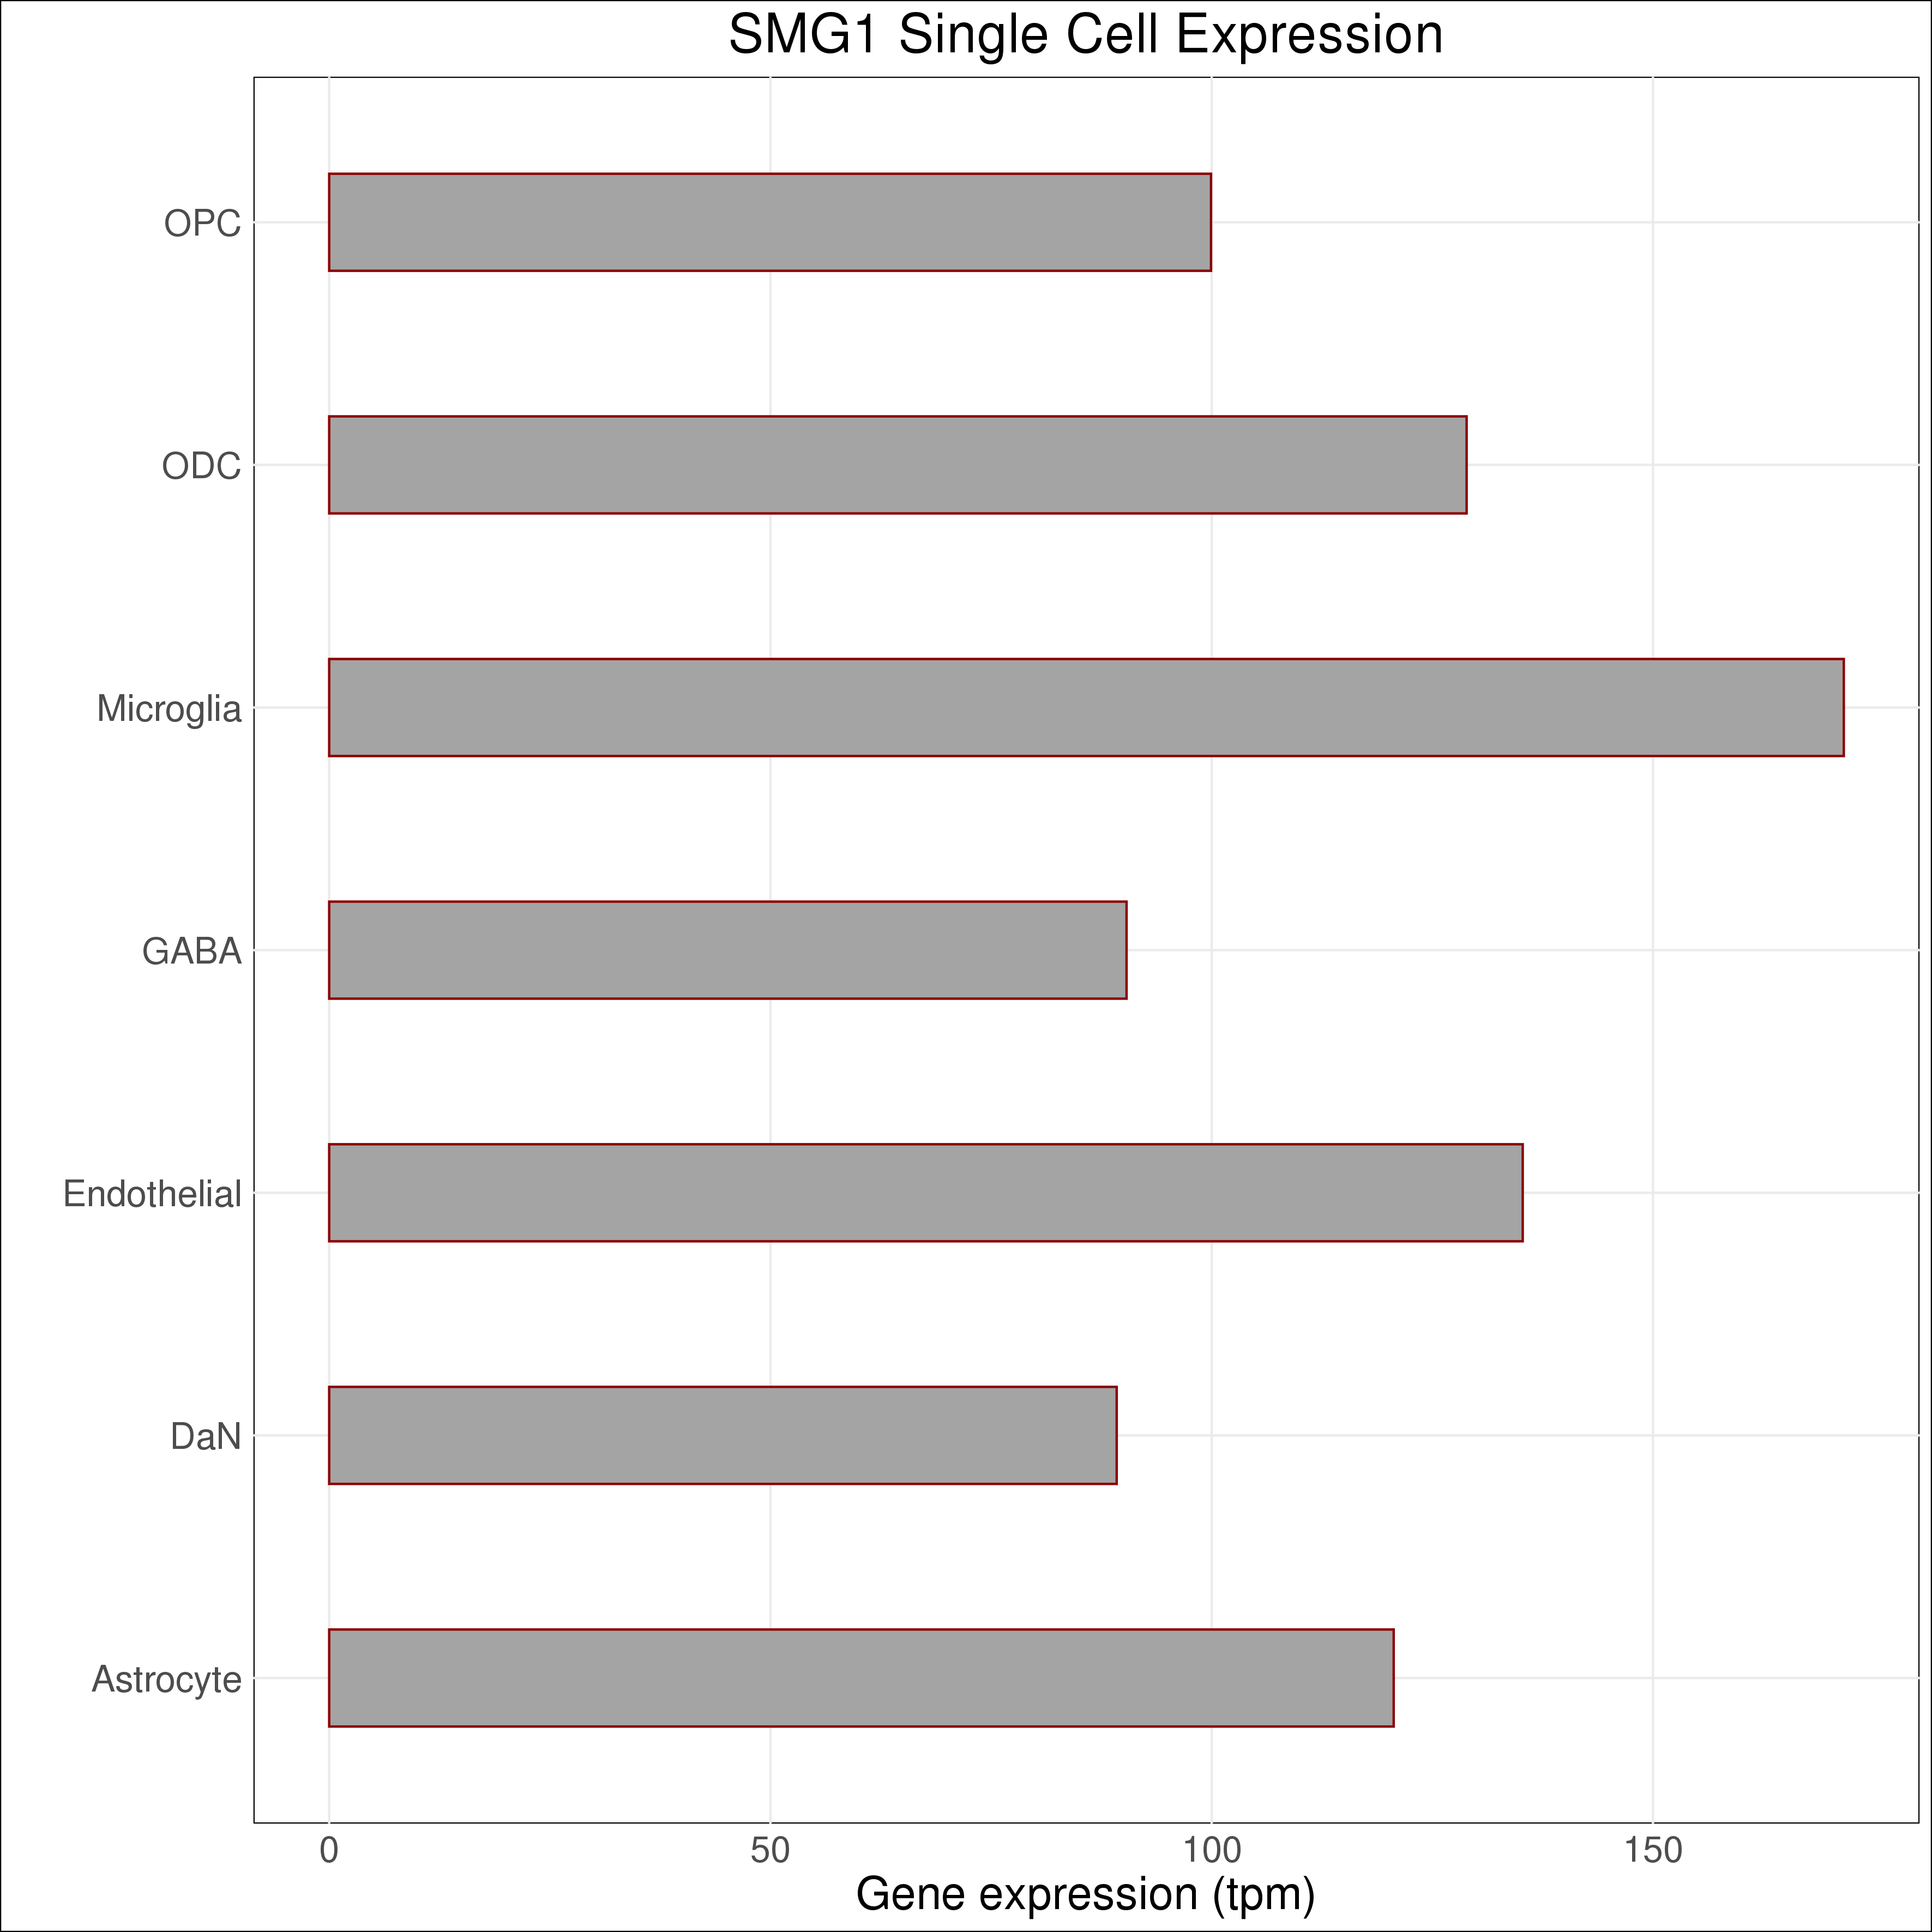 SMG1 Single Cell Expression
OPC
ODC
Microglia
GABA
Endothelial
DaN
Astrocyte
0 50 100 150
Gene expression (tpm)